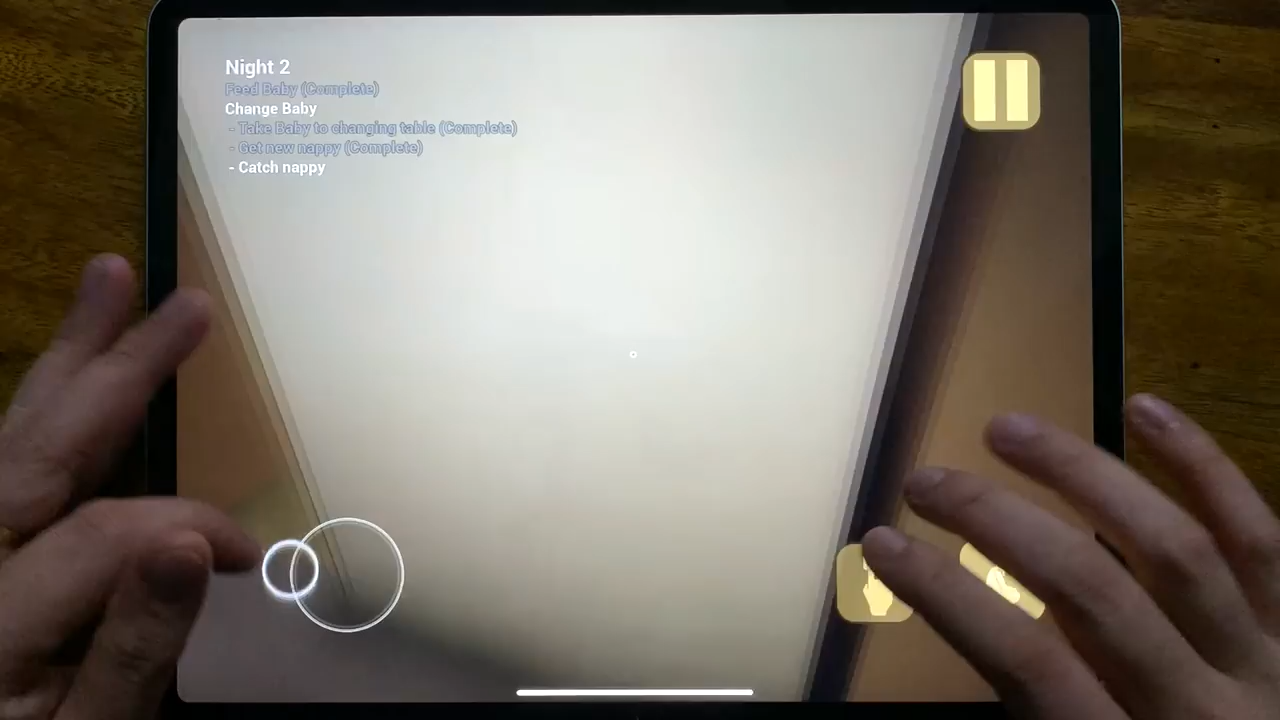 Night 2
Feed Baby (Complete)
Change Baby
- Take Baby to changing table (Complete)
- Get new nappy (Complete)
- Catch nappy